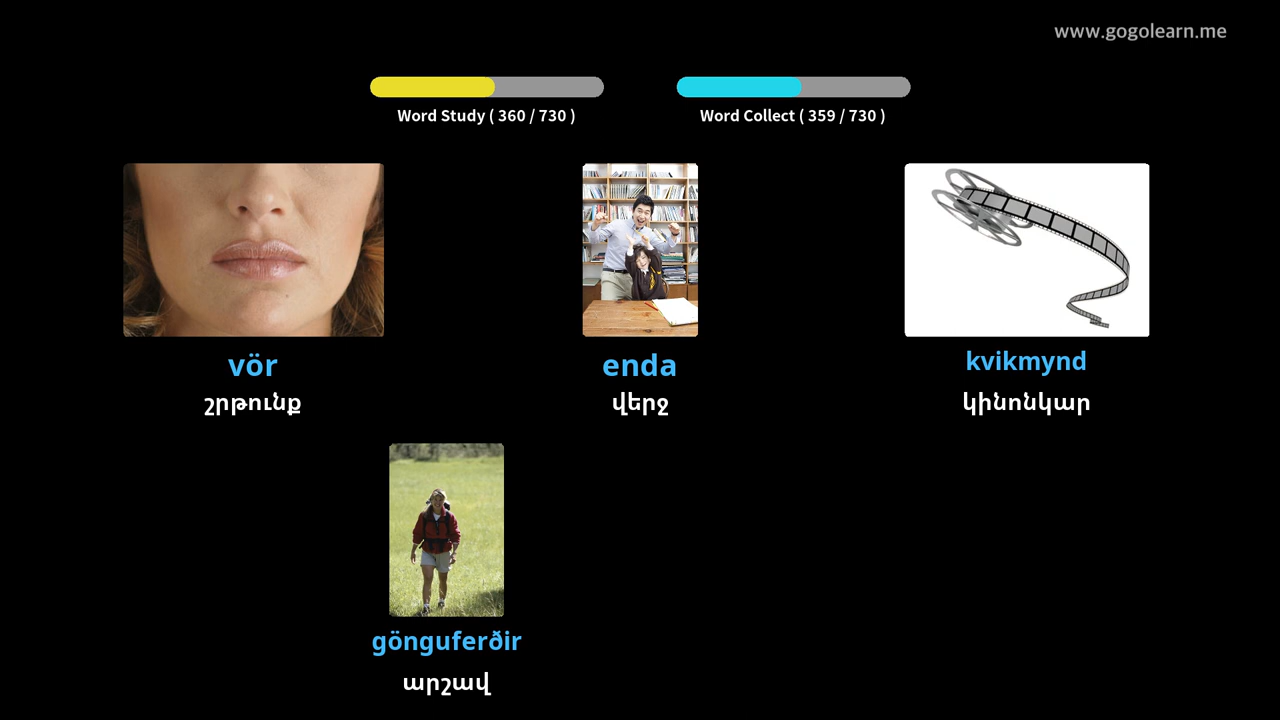 www.gogolearn.me
Word Study ( 360 / 730 )
Word Collect ( 359 / 730 )
vör
շրթունք
enda
վերջ
kvikmynd
կինոնկար
gönguferðir
արշավ